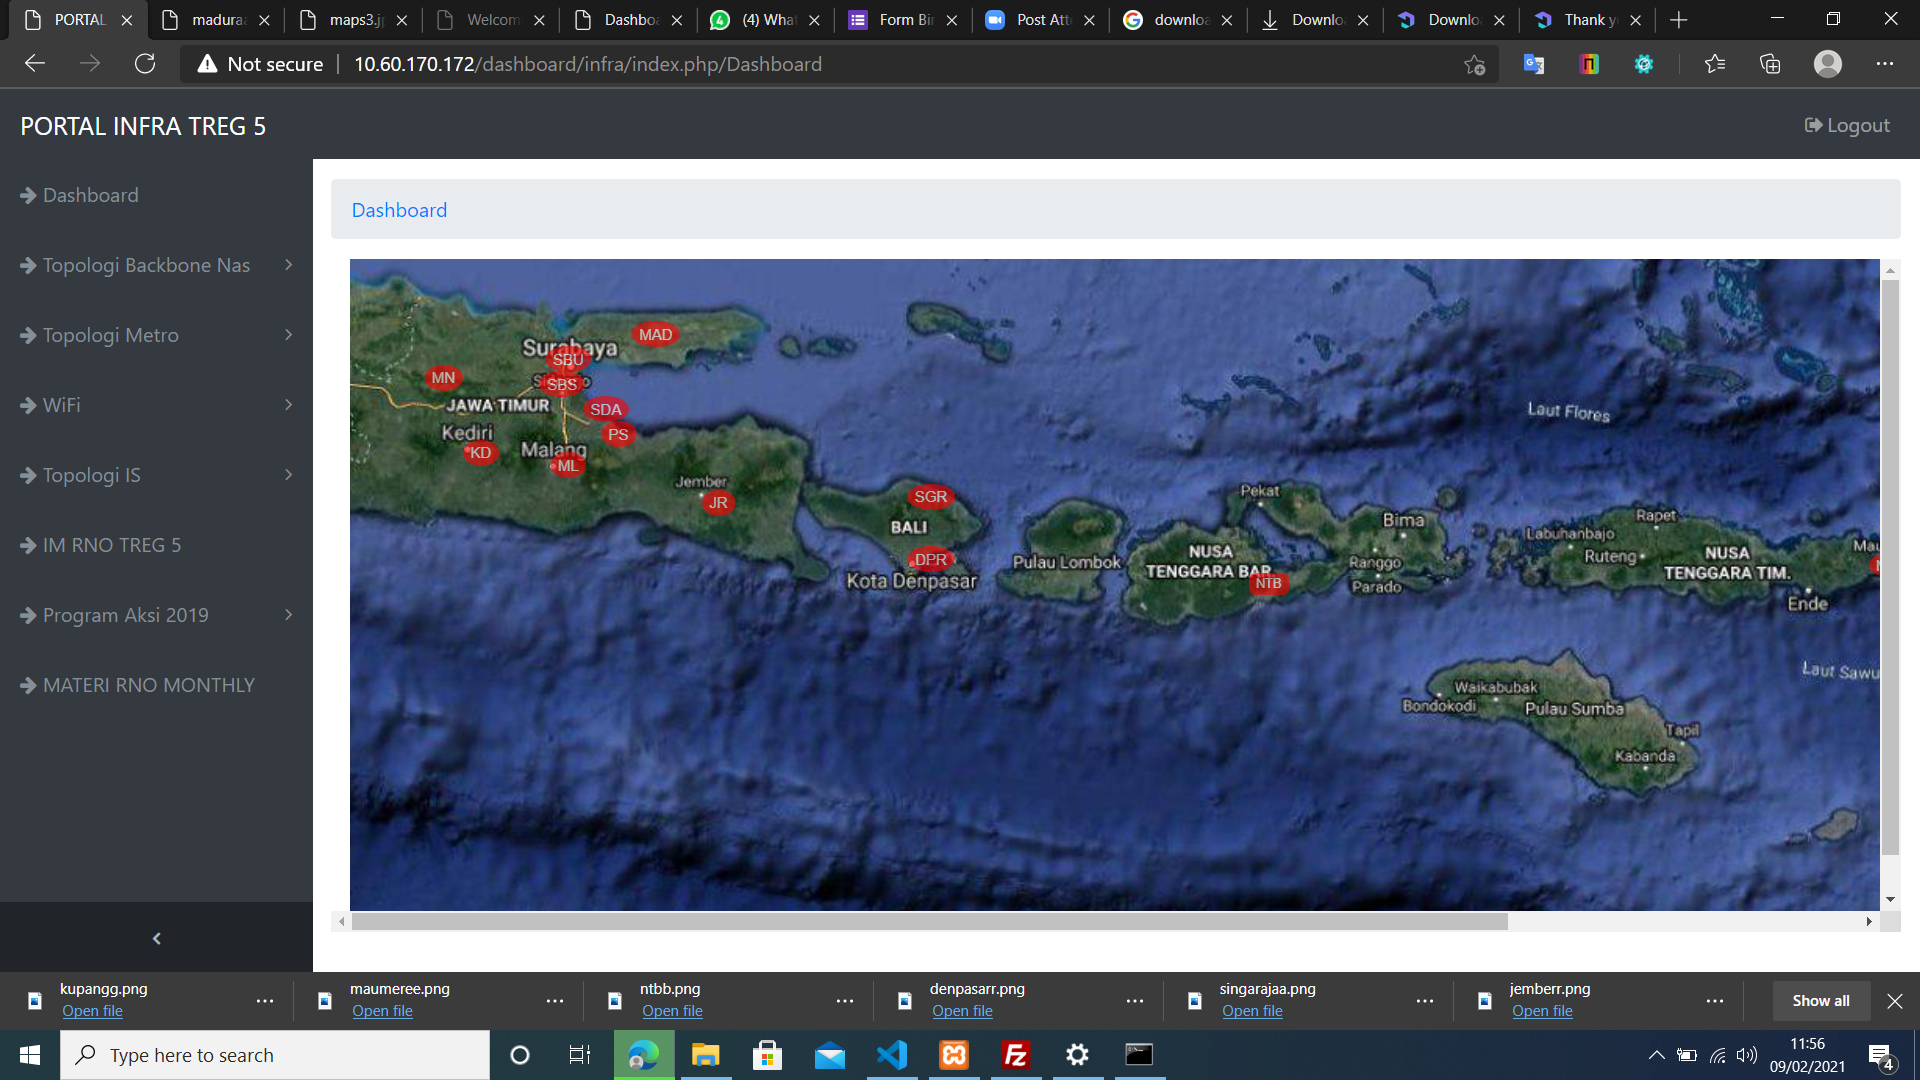 PORTAL
madura
maps3.j
Welcom
Dashbo
(4) What
Form Bi
Post Att
downlo
Downlo
Downlo
Thank y
Not secure
10.60.170.172/dashboard/infra/index.php/Dashboard
PORTAL INFRA TREG 5
Logout
Dashboard
Topologi Backbone Nas
Topologi Metro
WiFi
Topologi IS
IM RNO TREG 5
Program Aksi 2019
MATERI RNO MONTHLY
Dashboard
MAD
Surabaya
SBU
MN
SBS
JAWA TIMUR
SDA
Kediri
PS
Malang
KD
ML
Jember
JR
SGR
BALI
DPR
Kota Denpasar
Pulau Lombok
Pekat
NUSA
TENGGARA BAR
NTB
Bima
Ranggo
Parado
Laut Flores
Labuhanbajo
Rapet
Ruteng
NUSA
TENGGARA TIM.
Mau
Ende
Laut Sawu
Waikabubak
Bondokodi
Pulau Sumba
Tapil
Kabanda
kupangg.png
Open file
maumeree.png
Open file
ntbb.png
Open file
denpasarr.png
Open file
singarajaa.png
Open file
jemberr.png
Open file
Show all
Type here to search
11:56
09/02/2021
4